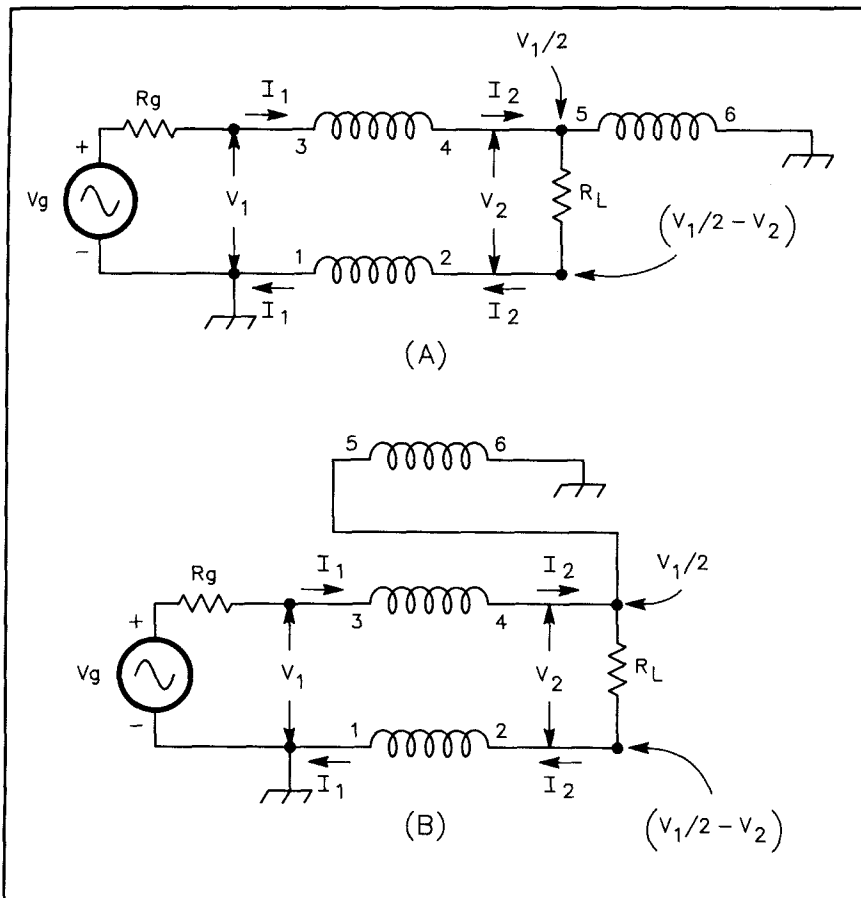 V₁/2
Rg I₁ I₂ 5 6
+ 3 4
Vg V₁ V₂ R_L (V₁/2 – V₂)
– 1 2
I₁ I₂
(A)
5 6
Rg I₁ I₂ V₁/2
+ 3 4
Vg V₁ V₂ R_L
– 1 2
I₁ I₂
(B) (V₁/2 – V₂)